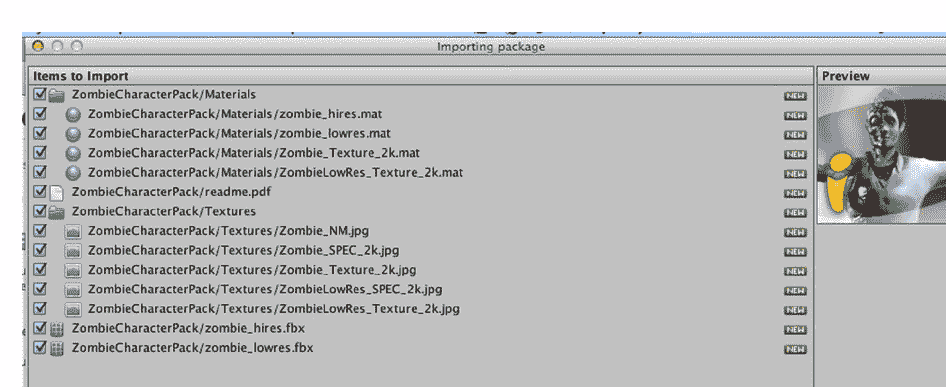 Importing package
Items to Import
Preview
ZombieCharacterPack/Materials NEW
ZombieCharacterPack/Materials/zombie_hires.mat NEW
ZombieCharacterPack/Materials/zombie_lowres.mat NEW
ZombieCharacterPack/Materials/Zombie_Texture_2k.mat NEW
ZombieCharacterPack/Materials/ZombieLowRes_Texture_2k.mat NEW
ZombieCharacterPack/readme.pdf NEW
ZombieCharacterPack/Textures NEW
ZombieCharacterPack/Textures/Zombie_NM.jpg NEW
ZombieCharacterPack/Textures/Zombie_SPEC_2k.jpg NEW
ZombieCharacterPack/Textures/Zombie_Texture_2k.jpg NEW
ZombieCharacterPack/Textures/ZombieLowRes_SPEC_2k.jpg NEW
ZombieCharacterPack/Textures/ZombieLowRes_Texture_2k.jpg NEW
ZombieCharacterPack/zombie_hires.fbx NEW
ZombieCharacterPack/zombie_lowres.fbx NEW